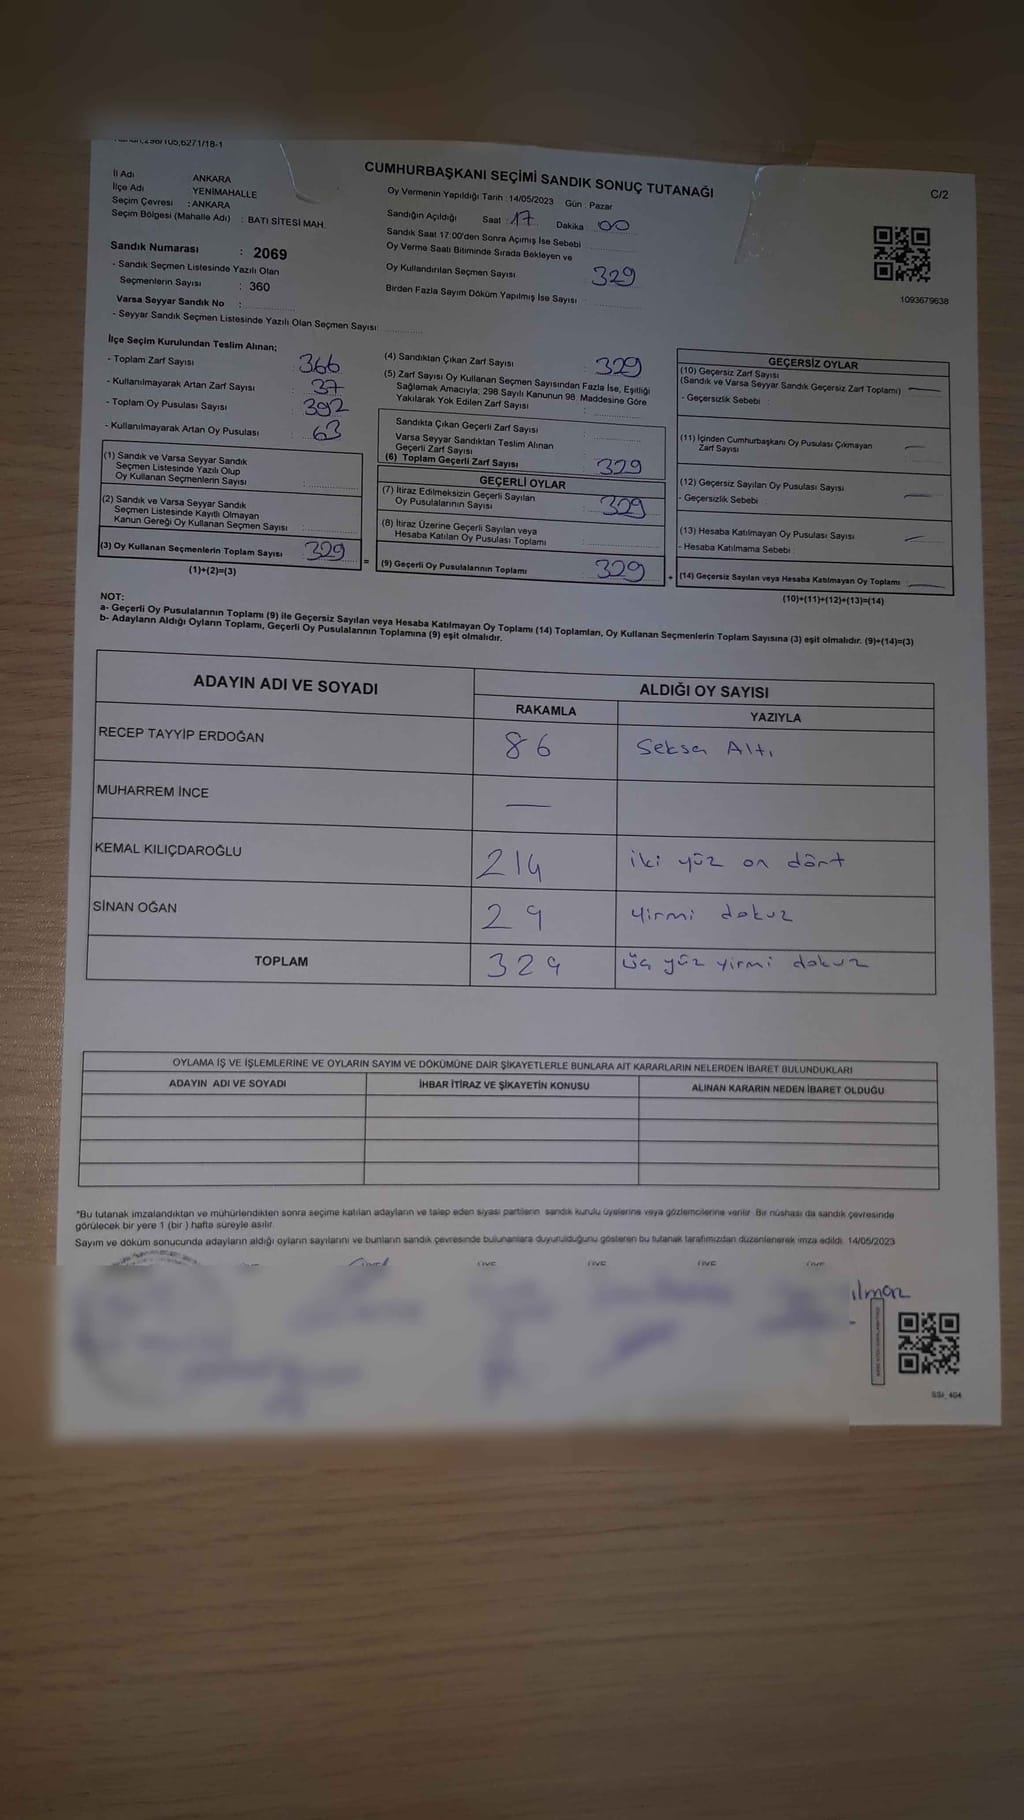 CUMHURBAŞKANI SEÇİMİ SANDIK SONUÇ TUTANAĞI
C/2
İl Adı ANKARA
İlçe Adı YENİMAHALLE
Seçim Çevresi : ANKARA
Seçim Bölgesi (Mahalle Adı) : BATI SİTESİ MAH.
Sandık Numarası : 2069
- Sandık Seçmen Listesinde Yazılı Olan
Seçmenlerin Sayısı : 360
Varsa Seyyar Sandık No :
- Seyyar Sandık Seçmen Listesinde Yazılı Olan Seçmen Sayısı:
Oy Vermenin Yapıldığı Tarih : 14/05/2023 Gün : Pazar
Sandığın Açıldığı Saat : 17 Dakika 00
Sandık Saat 17:00'den Sonra Açımış İse Sebebi
Oy Verme Saati Bitiminde Sırada Bekleyen ve
Oy Kullandırılan Seçmen Sayısı 329
Birden Fazla Sayım Döküm Yapılmış İse Sayısı
1093679638
İlçe Seçim Kurulundan Teslim Alınan;
- Toplam Zarf Sayısı : 366
- Kullanılmayarak Artan Zarf Sayısı : 37
- Toplam Oy Pusulası Sayısı : 392
- Kullanılmayarak Artan Oy Pusulası : 63
(1) Sandık ve Varsa Seyyar Sandık
Seçmen Listesinde Yazılı Olup
Oy Kullanan Seçmenlerin Sayısı :
(2) Sandık ve Varsa Seyyar Sandık
Seçmen Listesinde Kayıtlı Olmayan
Kanun Gereği Oy Kullanan Seçmen Sayısı :
(3) Oy Kullanan Seçmenlerin Toplam Sayısı : 329
(1)+(2)=(3)
=
(4) Sandıktan Çıkan Zarf Sayısı : 329
(5) Zarf Sayısı Oy Kullanan Seçmen Sayısından Fazla İse, Eşitliği
Sağlamak Amacıyla; 298 Sayılı Kanunun 98. Maddesine Göre
Yakılarak Yok Edilen Zarf Sayısı :
Sandıkta Çıkan Geçerli Zarf Sayısı :
Varsa Seyyar Sandıktan Teslim Alınan
Geçerli Zarf Sayısı :
(6) Toplam Geçerli Zarf Sayısı : 329
GEÇERLİ OYLAR
(7) İtiraz Edilmeksizin Geçerli Sayılan
Oy Pusulalarının Sayısı : 329
(8) İtiraz Üzerine Geçerli Sayılan veya
Hesaba Katılan Oy Pusulası Toplamı :
(9) Geçerli Oy Pusulalarının Toplamı : 329
+
GEÇERSİZ OYLAR
(10) Geçersiz Zarf Sayısı
(Sandık ve Varsa Seyyar Sandık Geçersiz Zarf Toplamı) —
- Geçersizlik Sebebi :
(11) İçinden Cumhurbaşkanı Oy Pusulası Çıkmayan
Zarf Sayısı —
(12) Geçersiz Sayılan Oy Pusulası Sayısı —
- Geçersizlik Sebebi :
(13) Hesaba Katılmayan Oy Pusulası Sayısı —
- Hesaba Katılmama Sebebi :
(14) Geçersiz Sayılan veya Hesaba Katılmayan Oy Toplamı : —
(10)+(11)+(12)+(13)=(14)
NOT:
a- Geçerli Oy Pusulalarının Toplamı (9) ile Geçersiz Sayılan veya Hesaba Katılmayan Oy Toplamı (14) Toplamları, Oy Kullanan Seçmenlerin Toplam Sayısına (3) eşit olmalıdır. (9)+(14)=(3)
b- Adayların Aldığı Oyların Toplamı, Geçerli Oy Pusulalarının Toplamına (9) eşit olmalıdır.
ADAYIN ADI VE SOYADI ALDIĞI OY SAYISI
RAKAMLA YAZIYLA
RECEP TAYYİP ERDOĞAN 86 Seksen Altı
MUHARREM İNCE —
KEMAL KILIÇDAROĞLU 214 iki yüz on dört
SİNAN OĞAN 29 yirmi dokuz
TOPLAM 329 üç yüz yirmi dokuz
OYLAMA İŞ VE İŞLEMLERİNE VE OYLARIN SAYIM VE DÖKÜMÜNE DAİR ŞİKAYETLERLE BUNLARA AİT KARARLARIN NELERDEN İBARET BULUNDUKLARI
ADAYIN ADI VE SOYADI İHBAR İTİRAZ VE ŞİKAYETİN KONUSU ALINAN KARARIN NEDEN İBARET OLDUĞU
*Bu tutanak imzalandıktan ve mühürlendikten sonra seçime katılan adayların ve talep eden siyasi partilerin sandık kurulu üyelerine veya gözlemcilerine verilir. Bir nüshası da sandık çevresinde
görülecek bir yere 1 (bir ) hafta süreyle asılır.
Sayım ve döküm sonucunda adayların aldığı oyların sayılarını ve bunların sandık çevresinde bulunanlara duyurulduğunu gösteren bu tutanak tarafımızdan düzenlenerek imza edildi. 14/05/2023
SSI_404